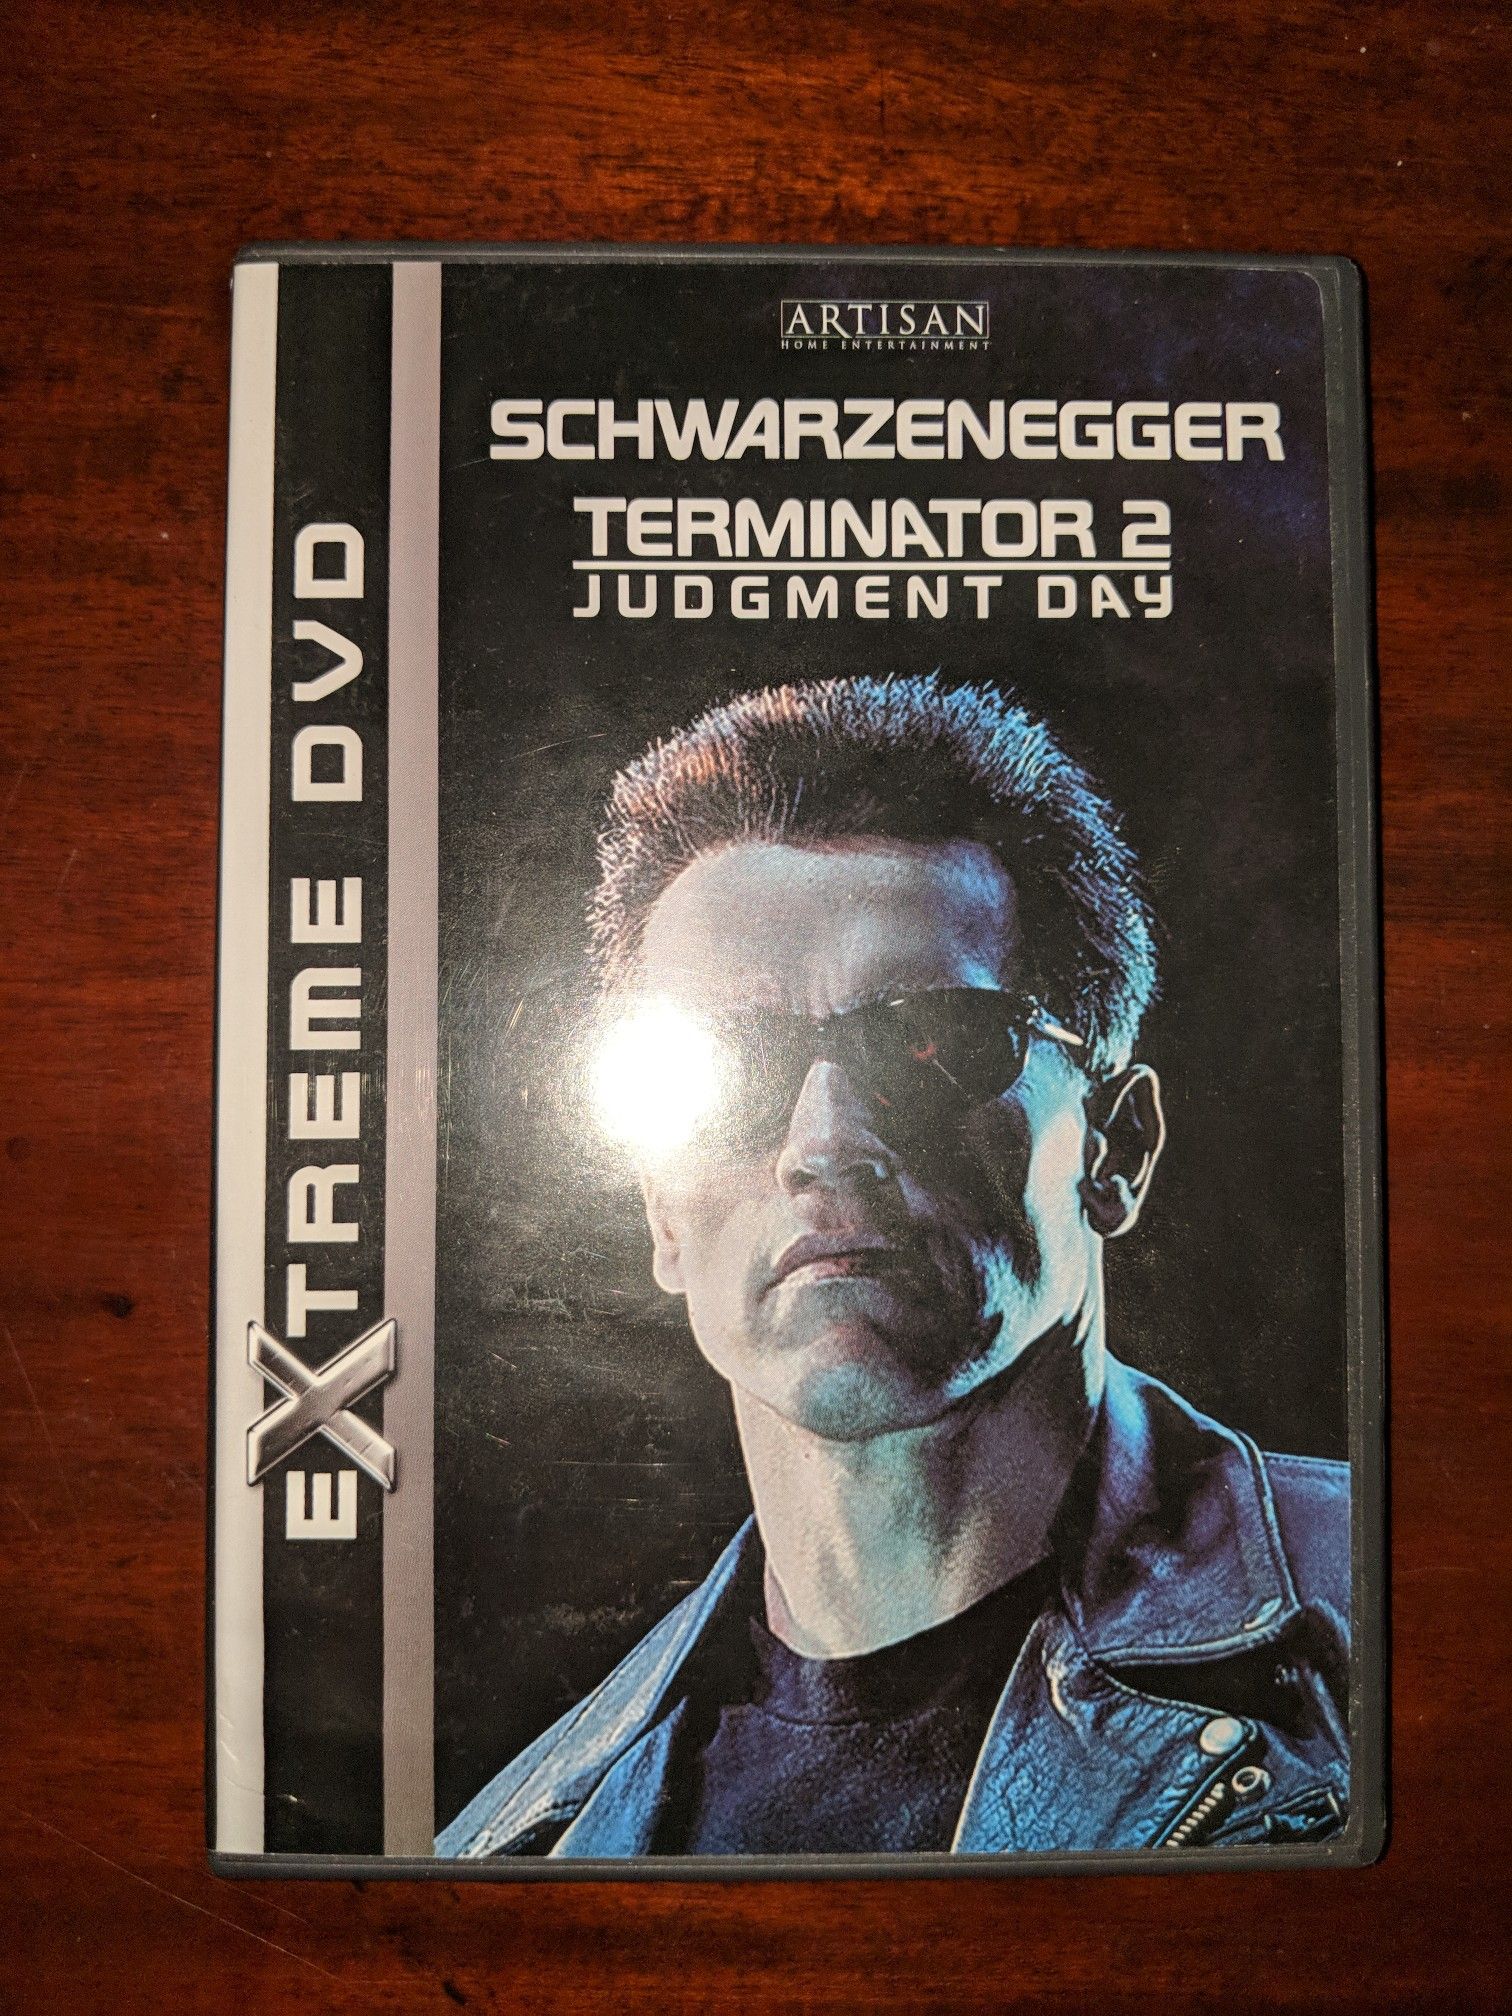 ARTISAN
HOME ENTERTAINMENT
SCHWARZENEGGER
TERMINATOR 2
JUDGMENT DAY
EXTREME DVD